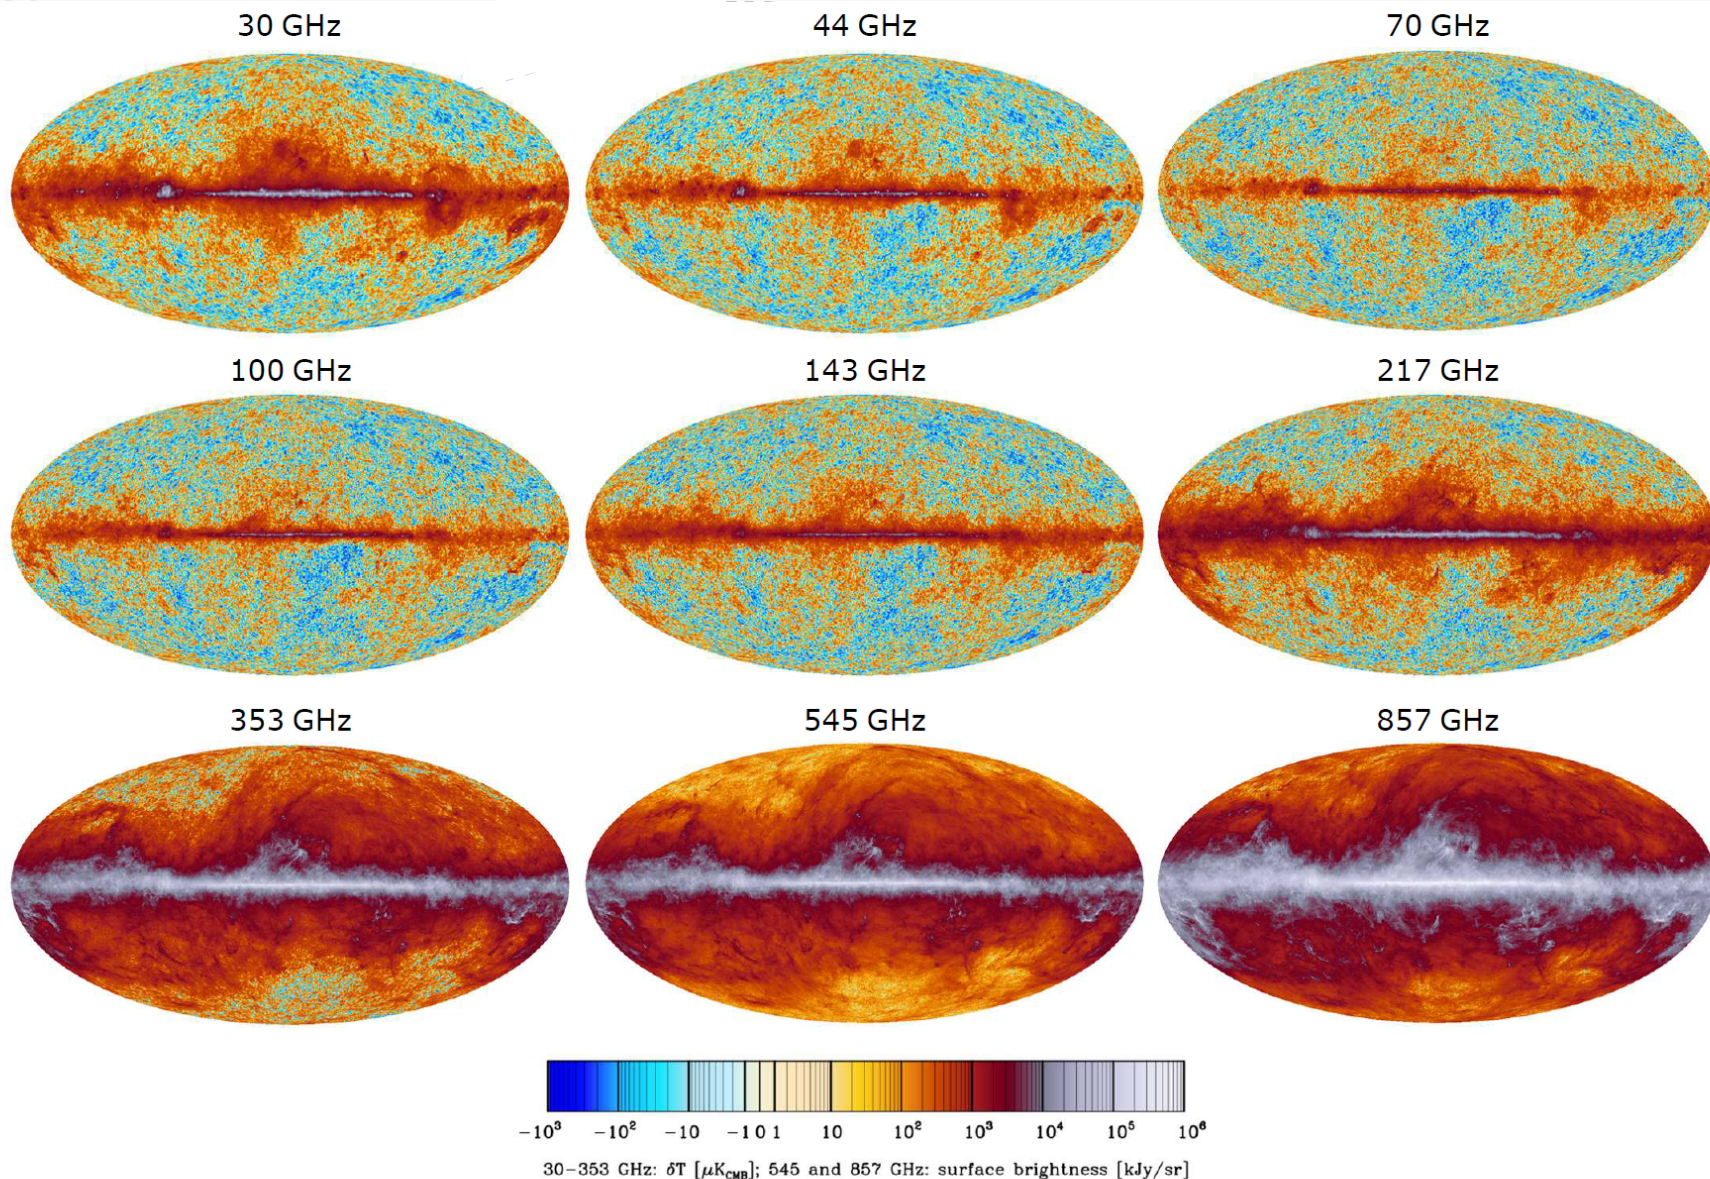 30 GHz 44 GHz 70 GHz
100 GHz 143 GHz 217 GHz
353 GHz 545 GHz 857 GHz
−10³ −10² −10 −1 0 1 10 10² 10³ 10⁴ 10⁵ 10⁶
30−353 GHz: δT [μK_CMB]; 545 and 857 GHz: surface brightness [kJy/sr]